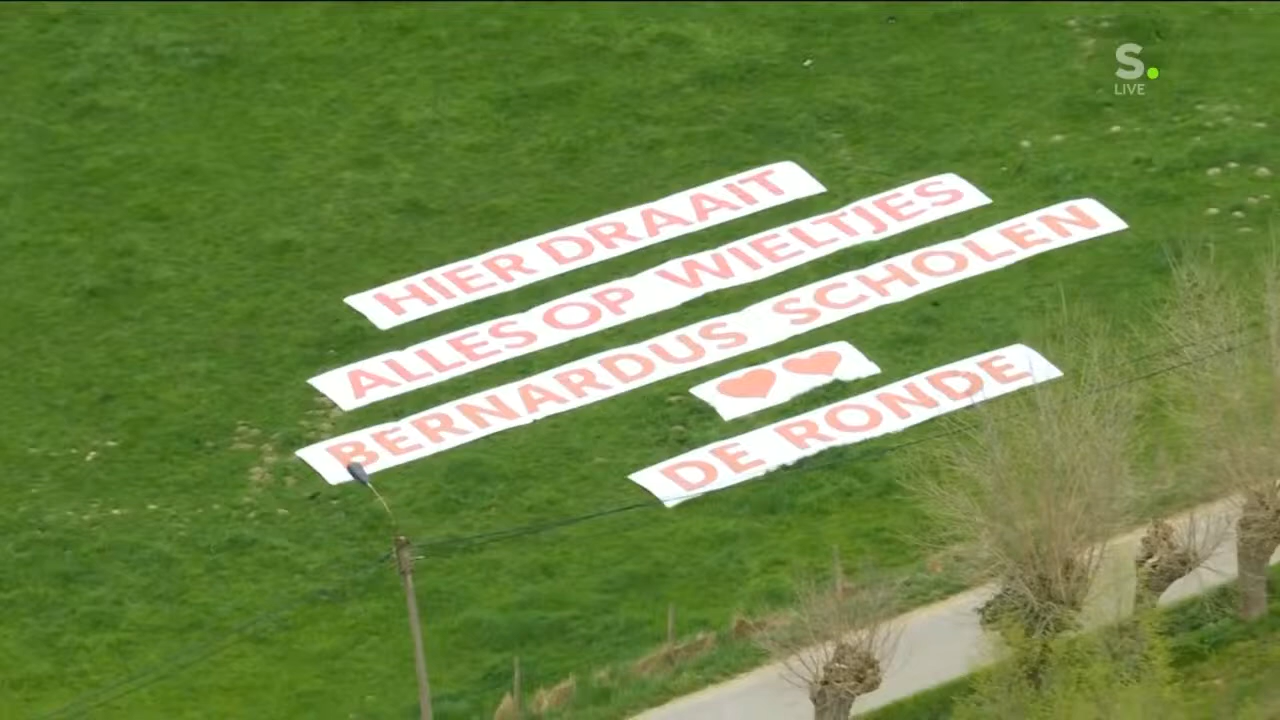 S.
LIVE
HIER DRAAIT
ALLES OP WIELTJES
BERNARDUS SCHOLEN
DE RONDE